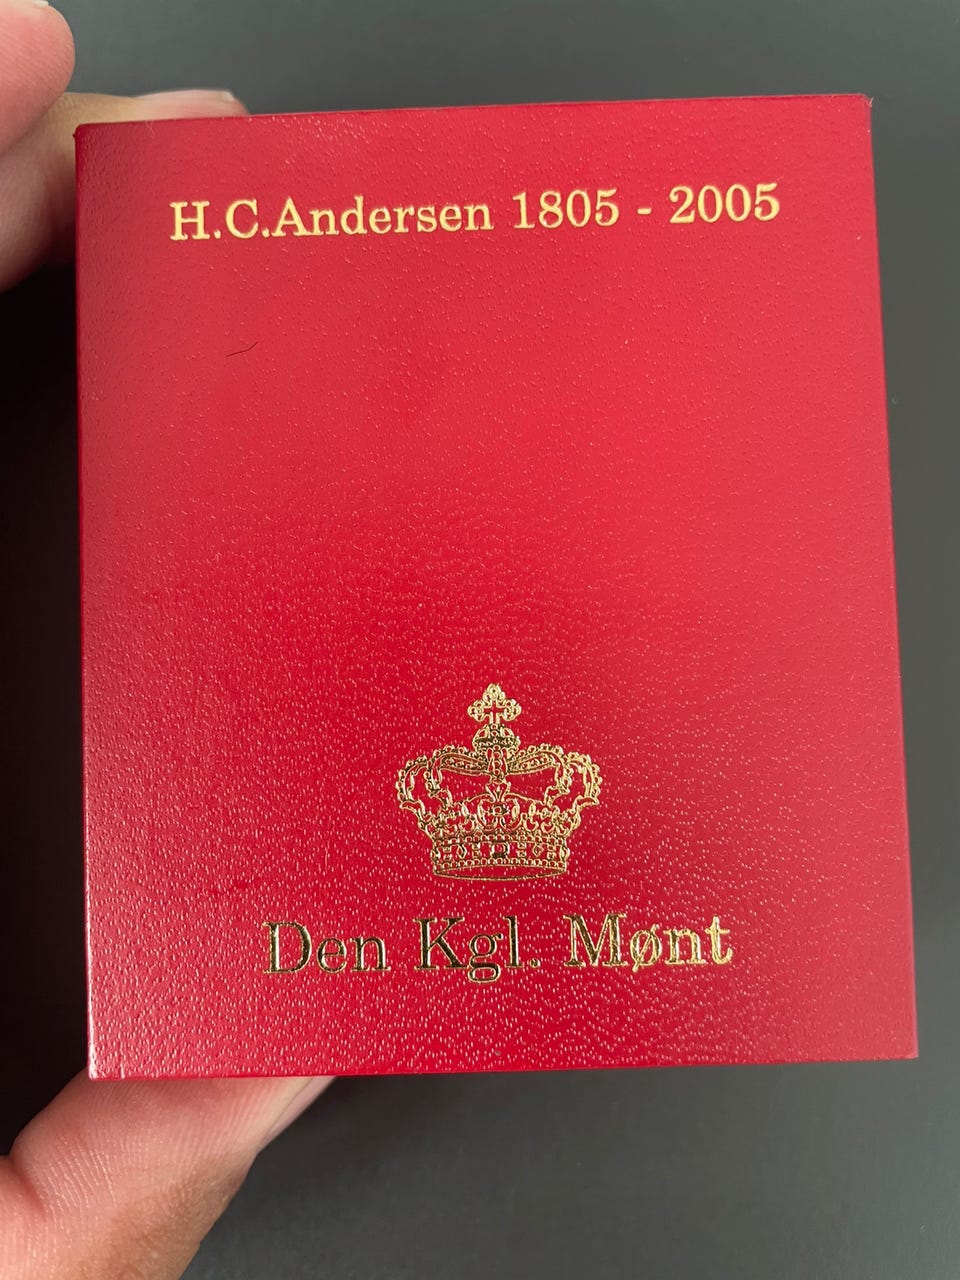 H.C.Andersen 1805 - 2005
Den Kgl. Mønt